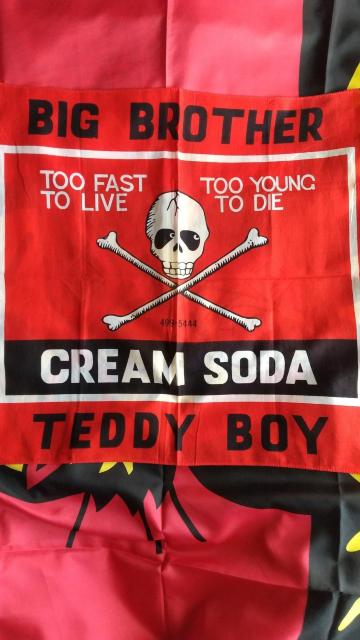 BIG BROTHER
TOO FAST
TO LIVE
TOO YOUNG
TO DIE
499-5444
CREAM SODA
TEDDY BOY